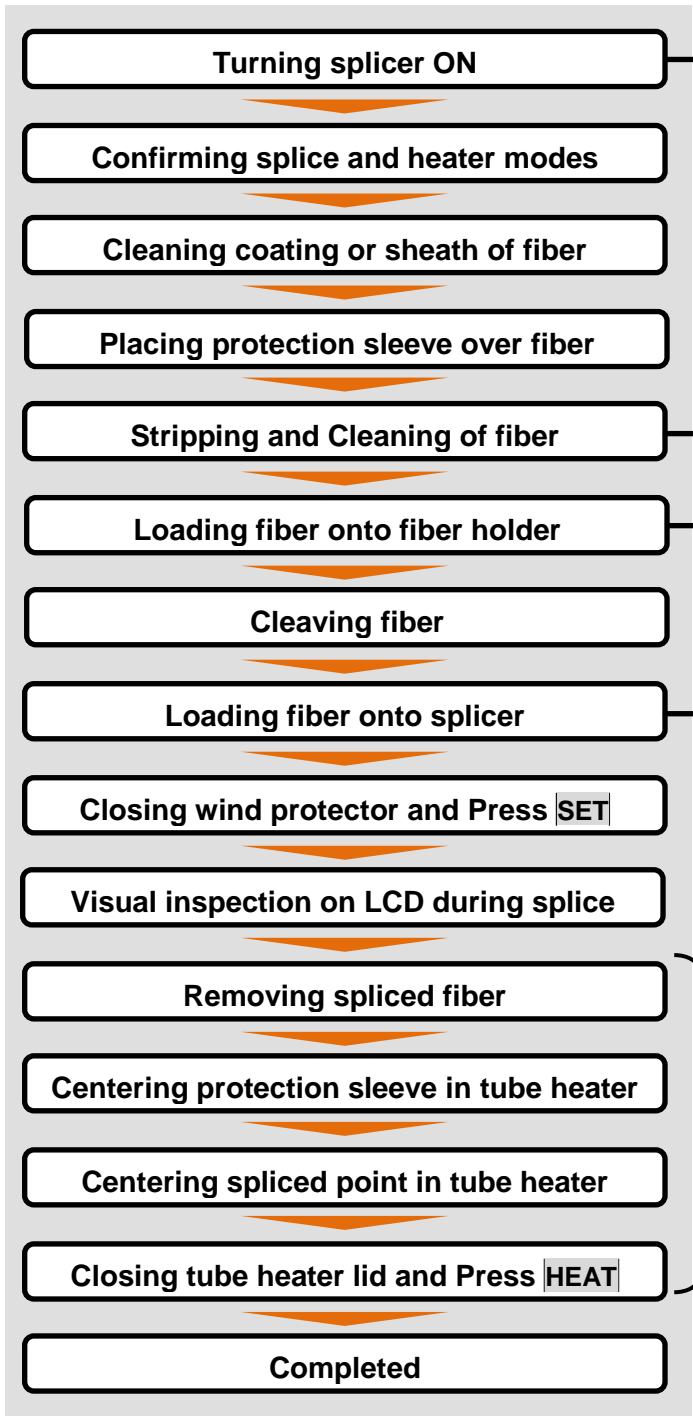 Turning splicer ON
Confirming splice and heater modes
Cleaning coating or sheath of fiber
Placing protection sleeve over fiber
Stripping and Cleaning of fiber
Loading fiber onto fiber holder
Cleaving fiber
Loading fiber onto splicer
Closing wind protector and Press SET
Visual inspection on LCD during splice
Removing spliced fiber
Centering protection sleeve in tube heater
Centering spliced point in tube heater
Closing tube heater lid and Press HEAT
Completed